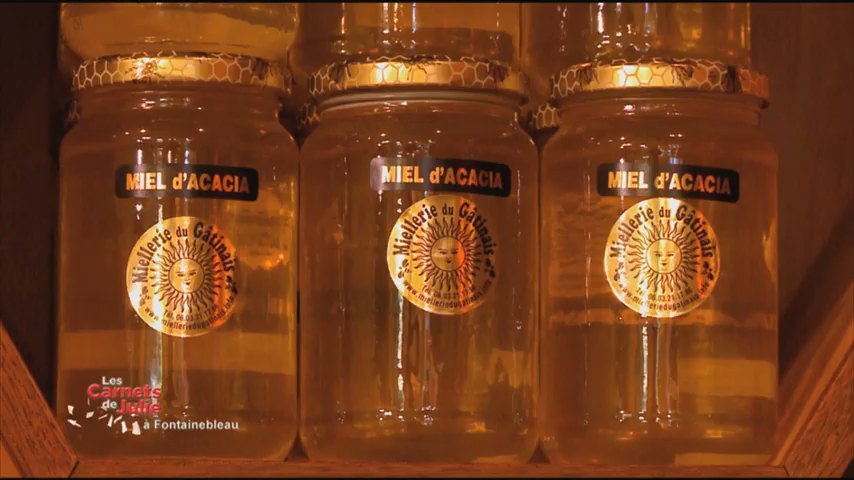 MIEL d'ACACIA
Miellerie du Gâtinais
MIEL d'ACACIA
Miellerie du Gâtinais
MIEL d'ACACIA
Miellerie du Gâtinais
Les
Carnets
de
Julie
à Fontainebleau